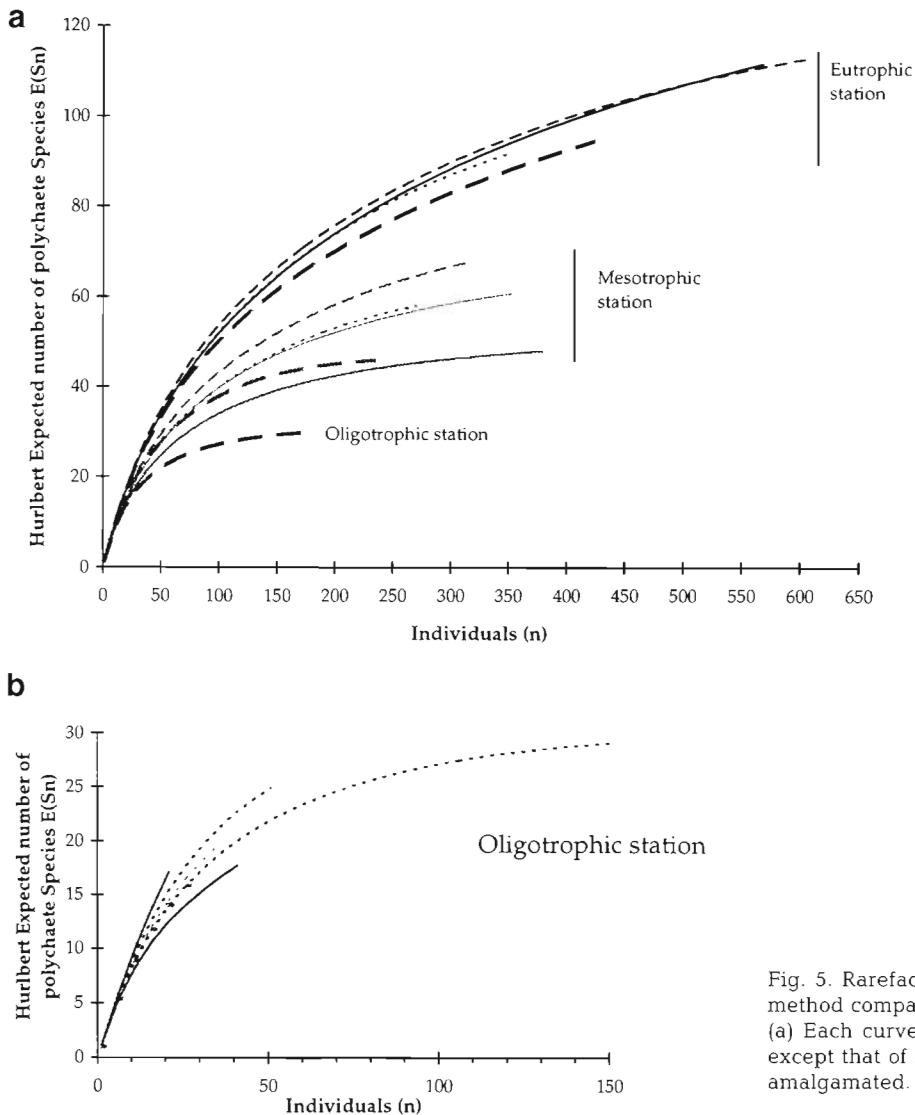 a
Hurlbert Expected number of polychaete Species E(Sn)
120
100
80
60
40
20
0
0 50 100 150 200 250 300 350 400 450 500 550 600 650
Individuals (n)
Eutrophic
station
Mesotrophic
station
Oligotrophic station
b
Hurlbert Expected number of
polychaete Species E(Sn)
30
25
20
15
10
5
0
0 50 100 150
Individuals (n)
Oligotrophic station
Fig. 5. Rarefac
method compa
(a) Each curve
except that of
amalgamated.